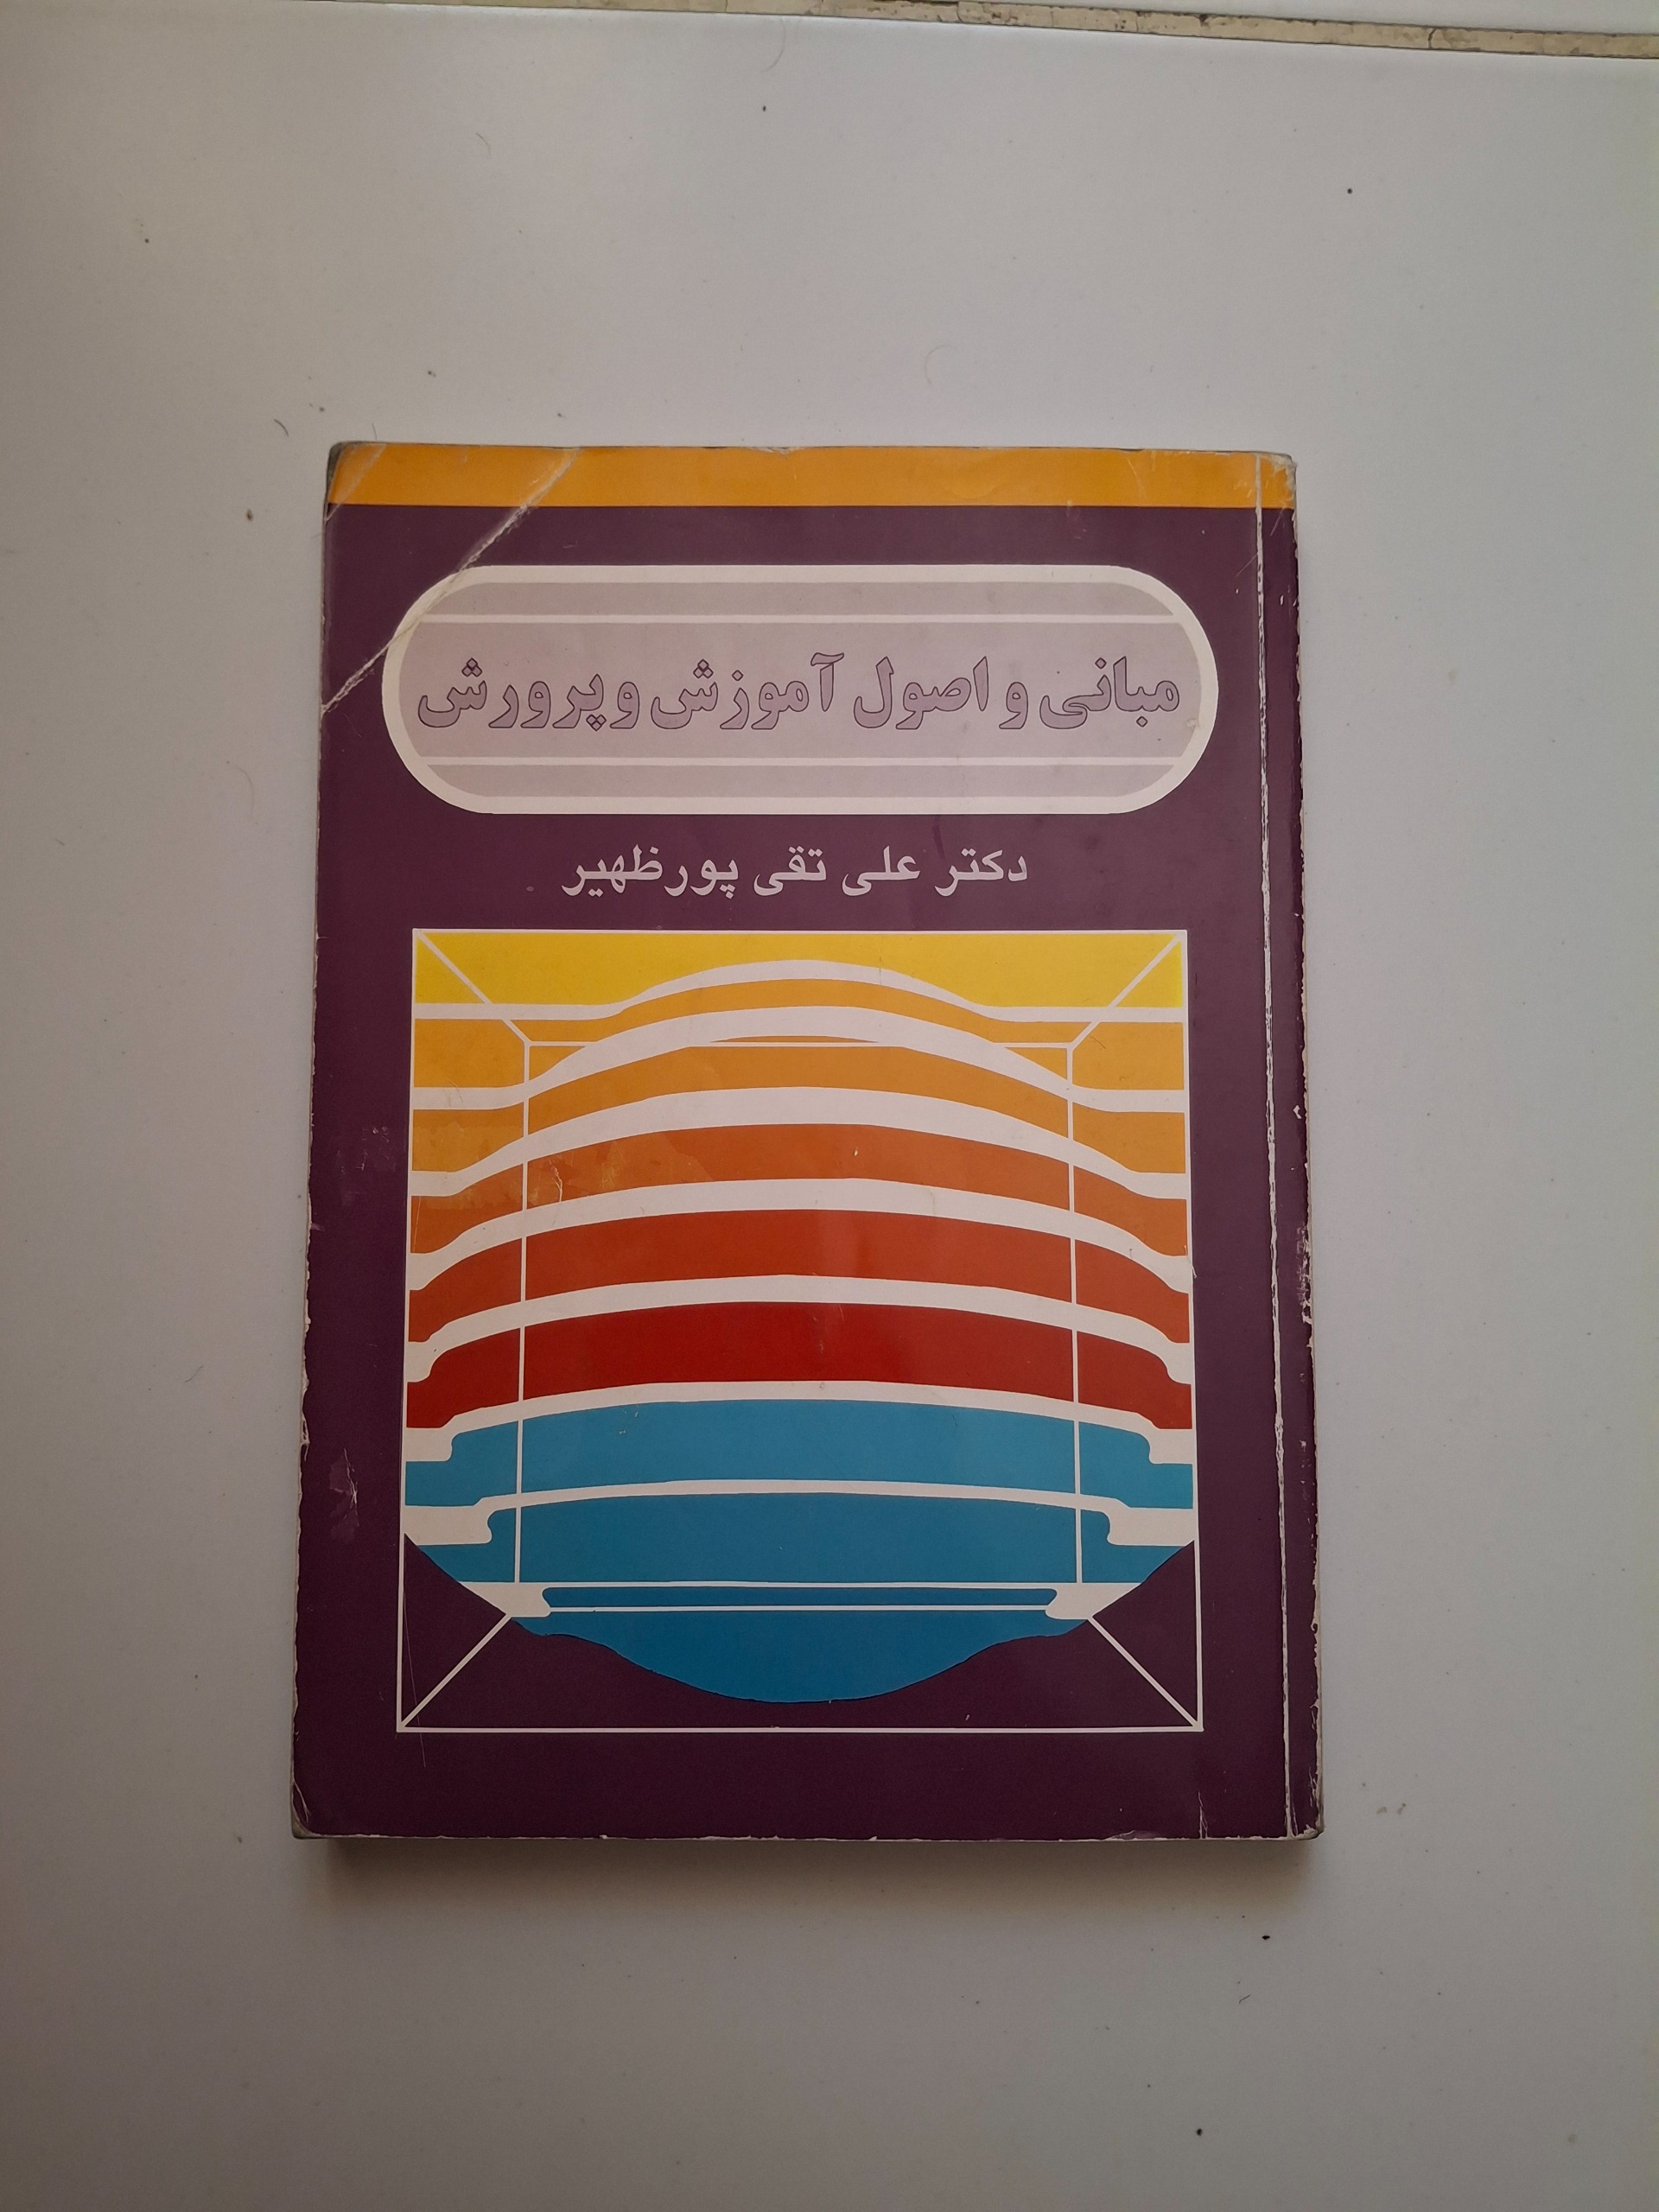 مبانی و اصول آموزش و پرورش
دکتر علی تقی پورظهیر